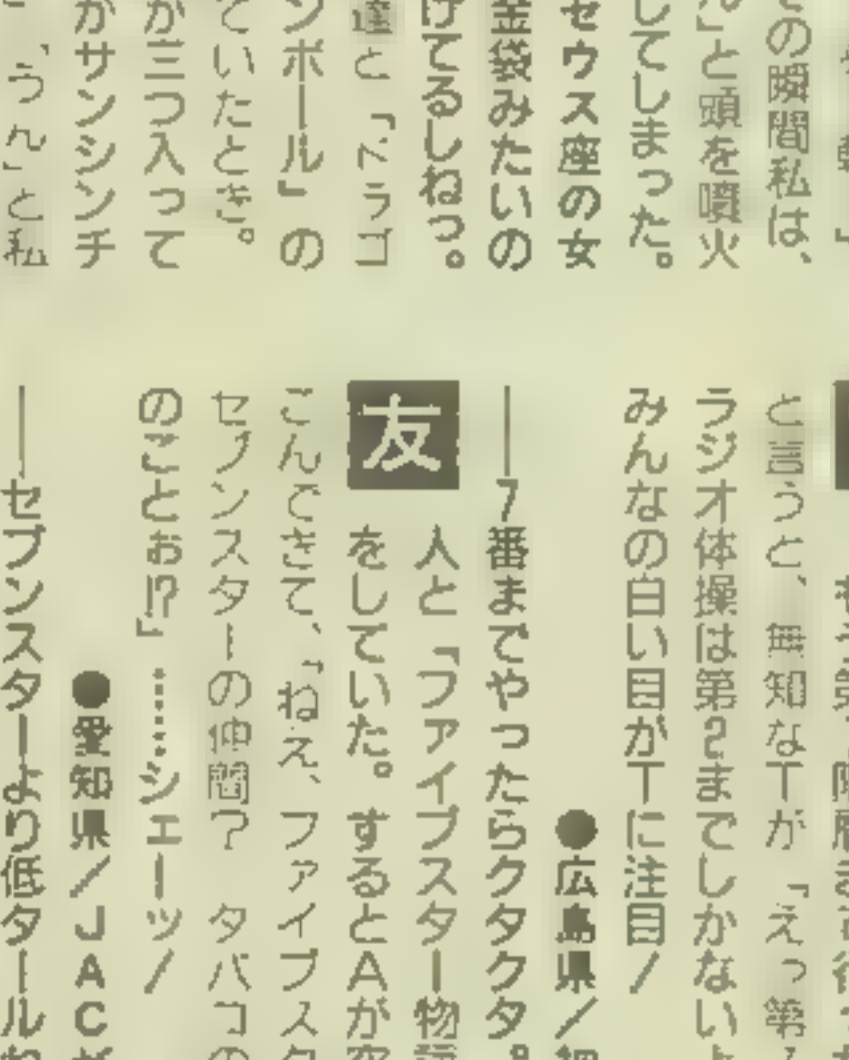 の瞬間私は、
ん」と頭を噴火
してしまった。
ゼウス座の女
金袋みたいの
げてるしねっ。
達と『ドラゴ
ンボール』の
ていたとき。
が三つ入って
がサンシンチ
、うん」と私
と言うと、無知なTが「えっ第
ラジオ体操は第2までしかない
みんなの白い目がTに注目!
●広島県/
──7番までやったらクタクタ。
友人と『ファイブスター物
をしていた。するとAが突
こんできて、「ねえ、ファイブスタ
セブンスターの仲間? タバコの
のことぉ!?」……シェーッ!
●愛知県/JAC
──セブンスターより低タールね